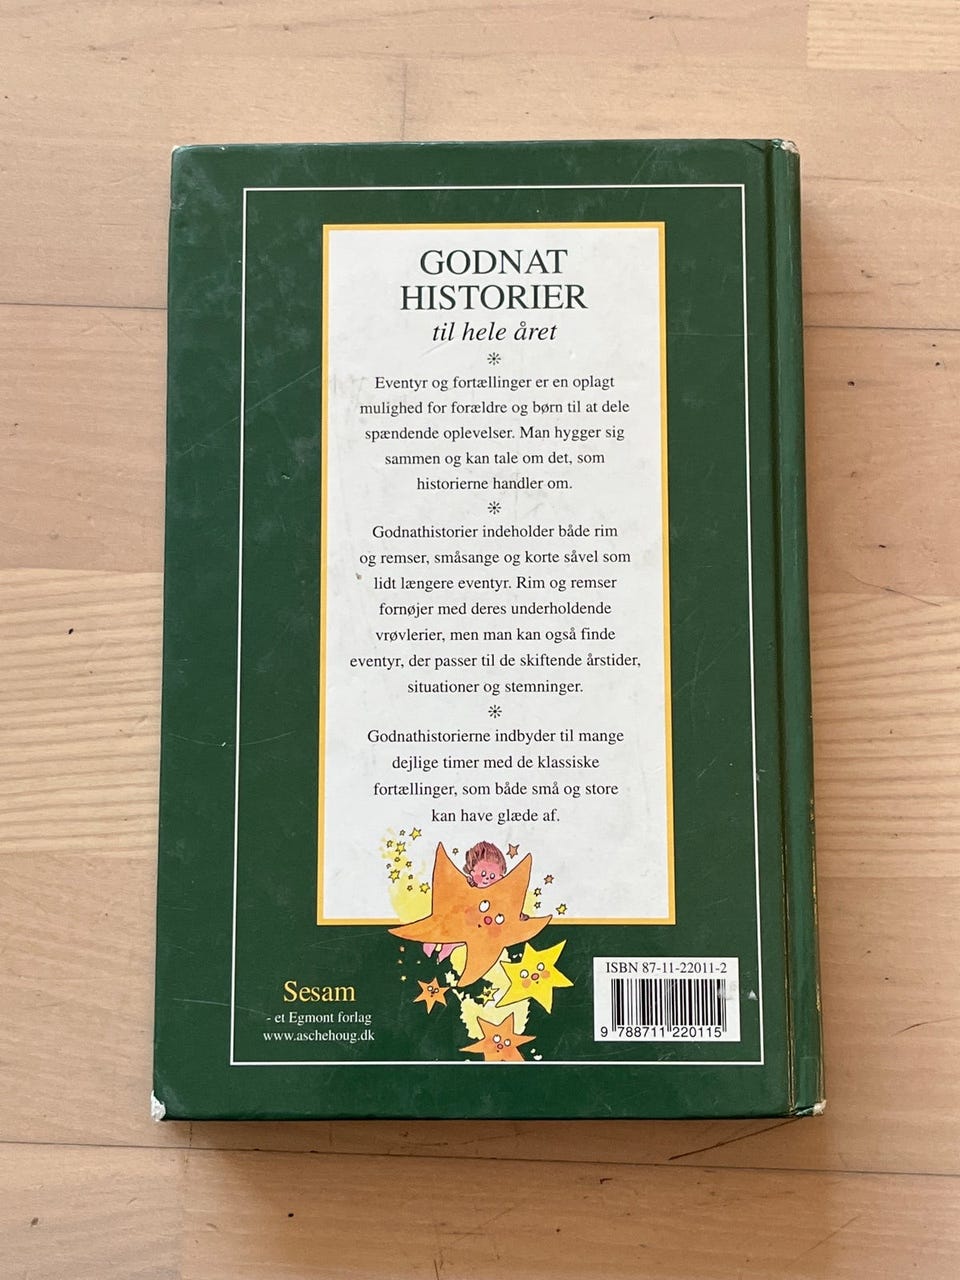 GODNAT
HISTORIER
til hele året
Eventyr og fortællinger er en oplagt
mulighed for forældre og børn til at dele
spændende oplevelser. Man hygger sig
sammen og kan tale om det, som
historierne handler om.
Godnathistorier indeholder både rim
og remser, småsange og korte såvel som
lidt længere eventyr. Rim og remser
fornøjer med deres underholdende
vrøvlerier, men man kan også finde
eventyr, der passer til de skiftende årstider,
situationer og stemninger.
Godnathistorierne indbyder til mange
dejlige timer med de klassiske
fortællinger, som både små og store
kan have glæde af.
Sesam
- et Egmont forlag
www.aschehoug.dk
ISBN 87-11-22011-2
9 788711 220115